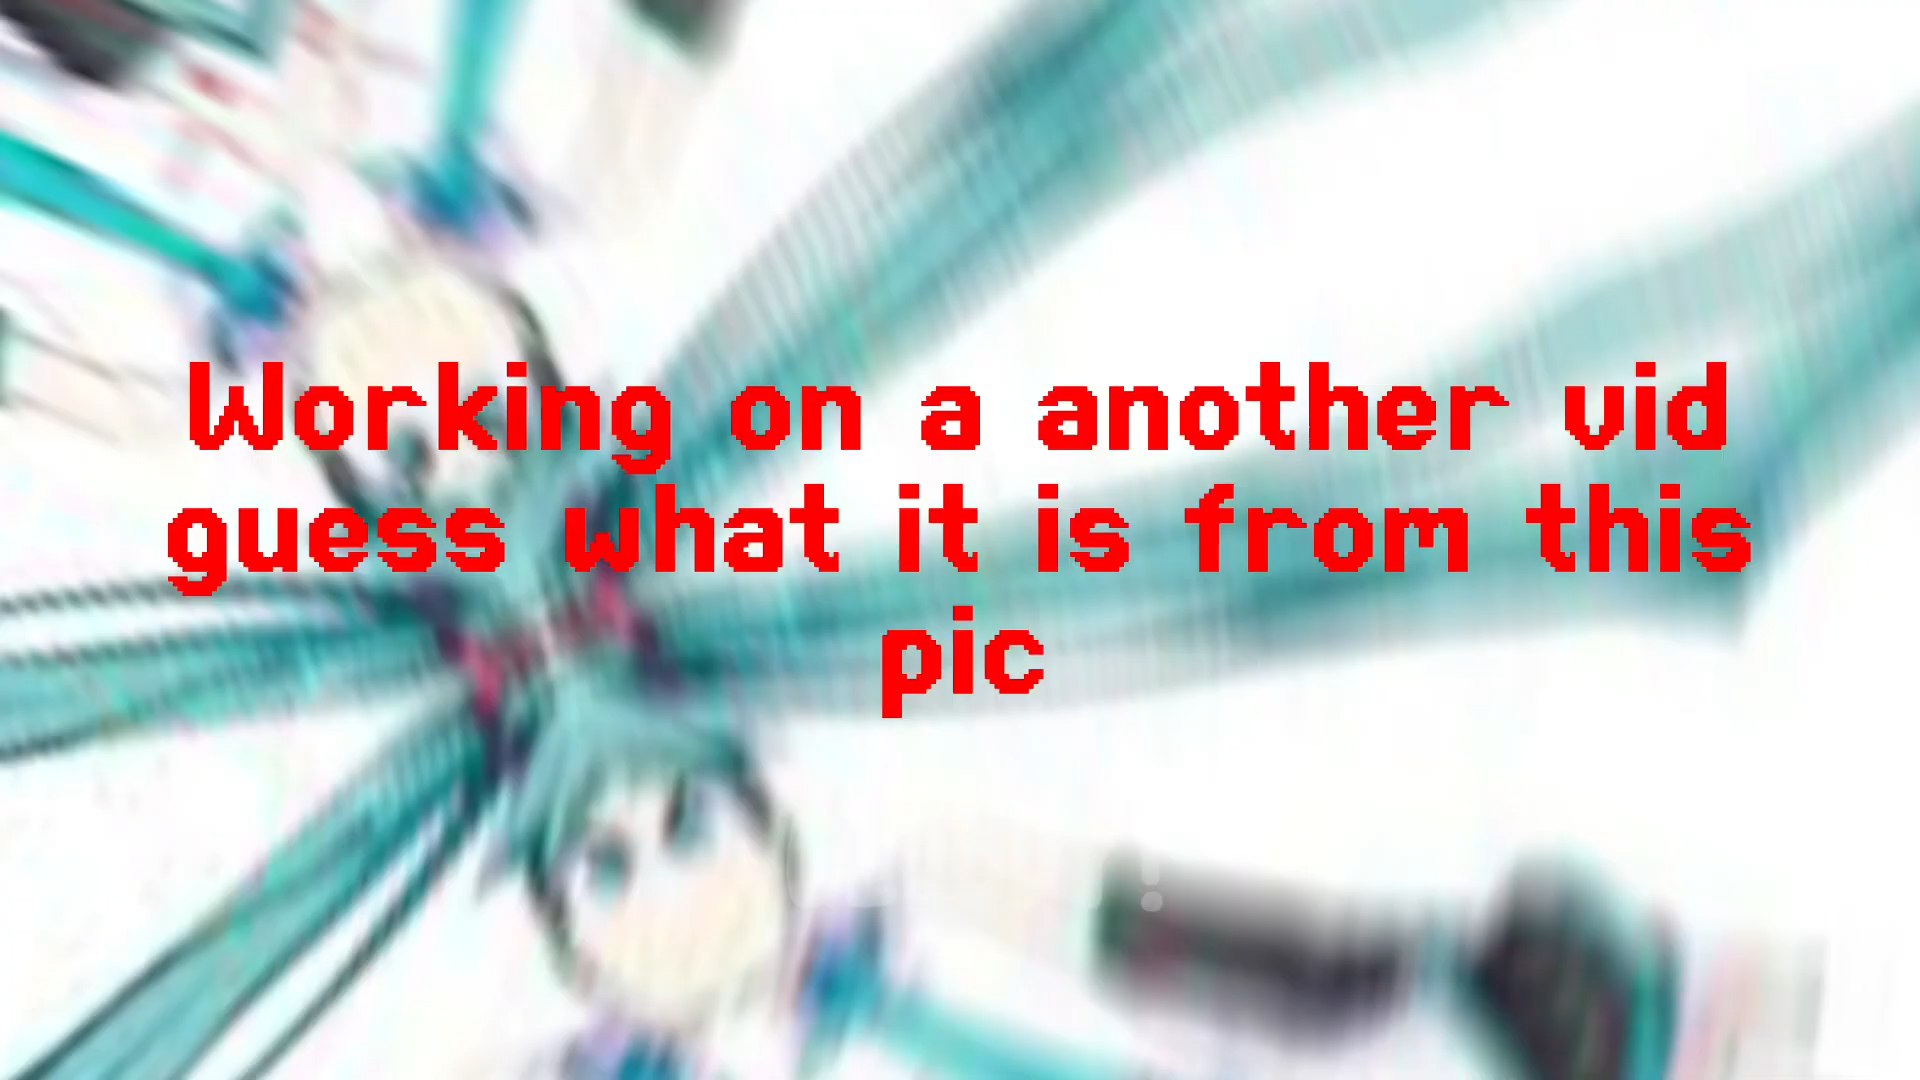 Working on a another vid
guess what it is from this
pic